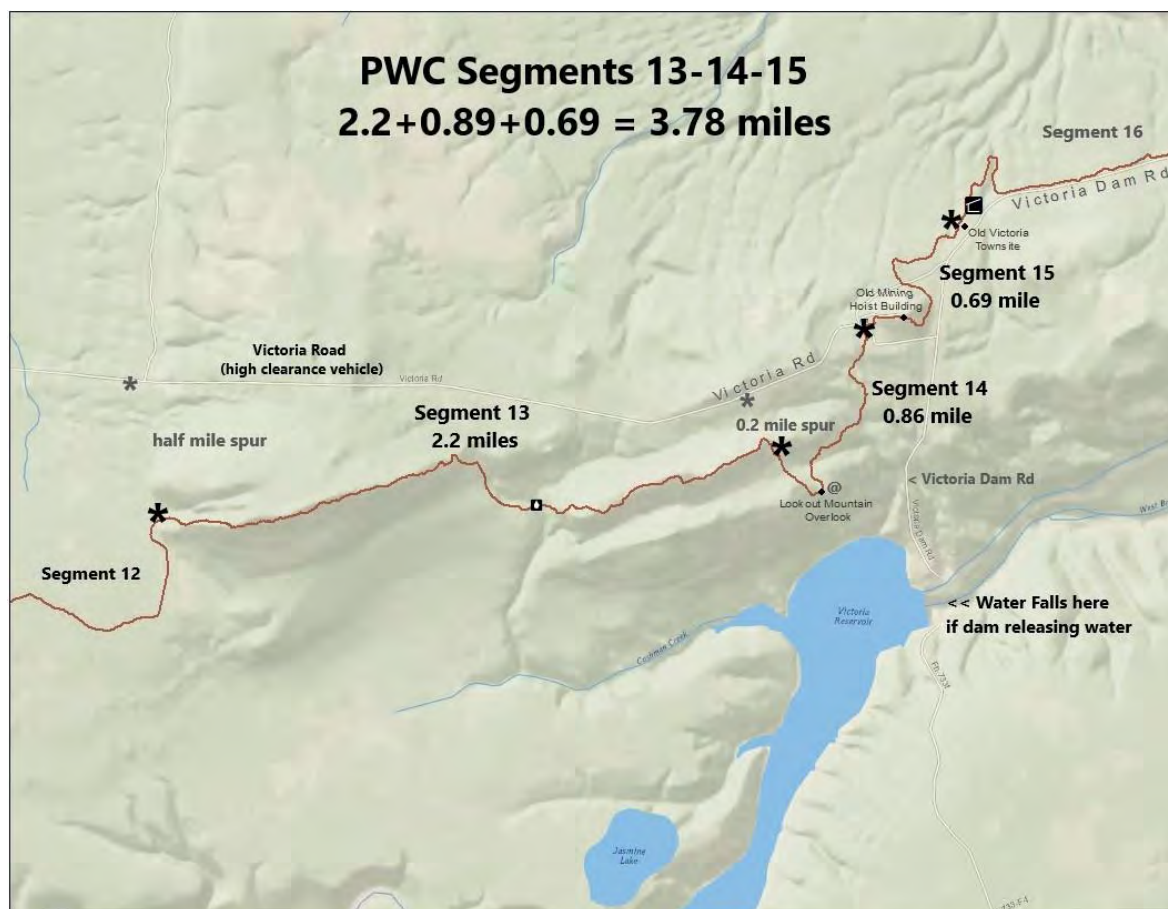 PWC Segments 13-14-15
2.2+0.89+0.69 = 3.78 miles
Segment 16
Victoria Dam Rd
Old Victoria
Townsite
Segment 15
0.69 mile
Old Mining
Hoist Building
Victoria Road
(high clearance vehicle)
Victoria Rd
Victoria Rd
Segment 14
0.86 mile
Segment 13
2.2 miles
0.2 mile spur
half mile spur
< Victoria Dam Rd
@
Lookout Mountain
Overlook
Victoria Dam Rd
West
Segment 12
<< Water Falls here
if dam releasing water
Victoria
Reservoir
Cushman Creek
Jasmine
Lake